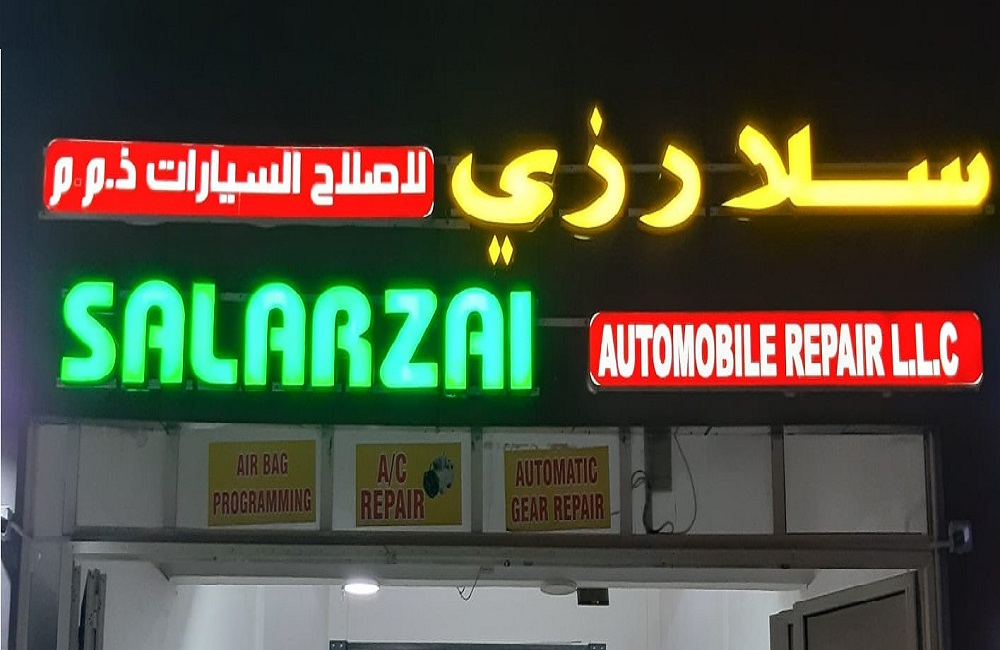 سلارزي لاصلاح السيارات ذ.م.م
SALARZAI AUTOMOBILE REPAIR L.L.C
AIR BAG
PROGRAMMING
A/C
REPAIR
AUTOMATIC
GEAR REPAIR